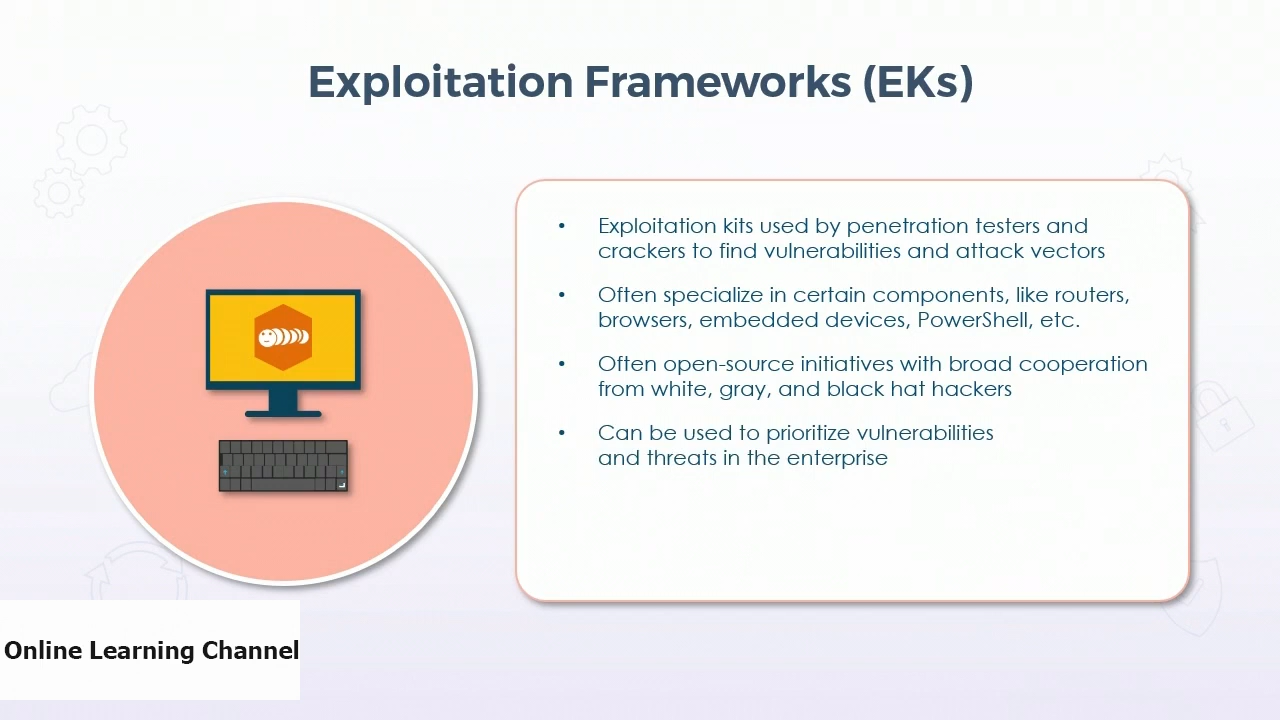 Exploitation Frameworks (EKs)
• Exploitation kits used by penetration testers and
crackers to find vulnerabilities and attack vectors
• Often specialize in certain components, like routers,
browsers, embedded devices, PowerShell, etc.
• Often open-source initiatives with broad cooperation
from white, gray, and black hat hackers
• Can be used to prioritize vulnerabilities
and threats in the enterprise
Online Learning Channel